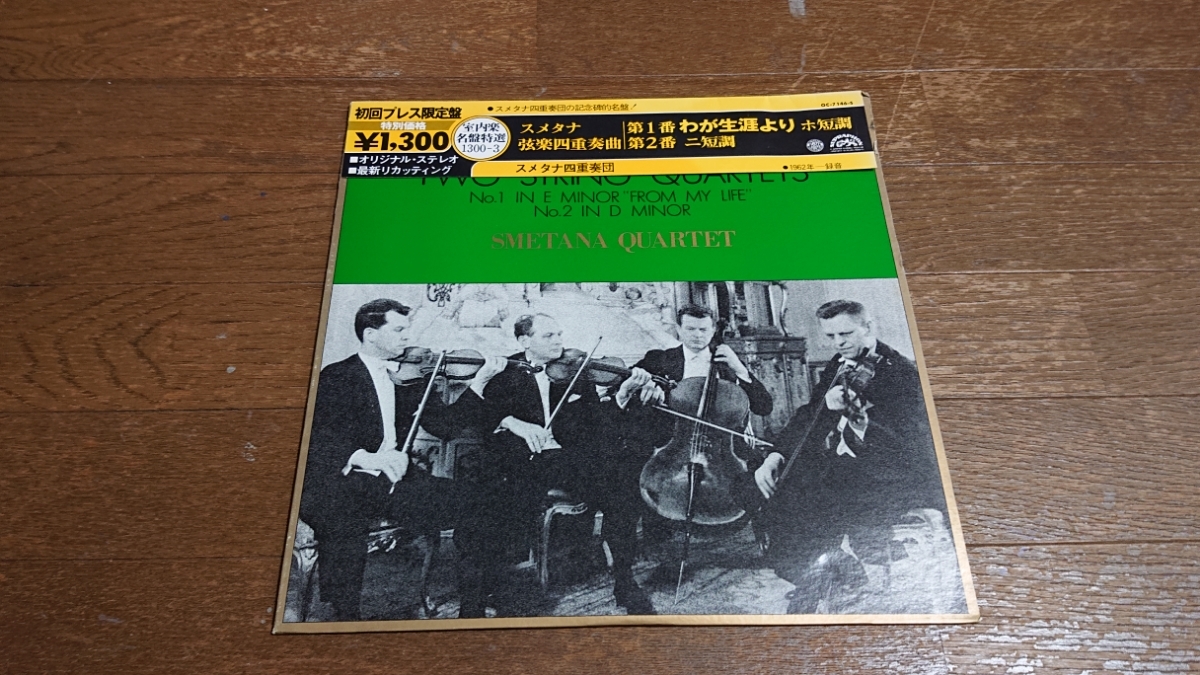 初回プレス限定盤
特別価格
¥1,300
■オリジナル・ステレオ
■最新リカッティング
室内楽
名盤特選
1300-3
●スメタナ四重奏団の記念碑的名盤!
OC-7146-S
スメタナ
弦楽四重奏曲
第1番 わが生涯より ホ短調
第2番 ニ短調
スメタナ四重奏団
●1962年―録音
TWO STRING QUARTETS
No.1 IN E MINOR "FROM MY LIFE"
No.2 IN D MINOR
SMETANA QUARTET